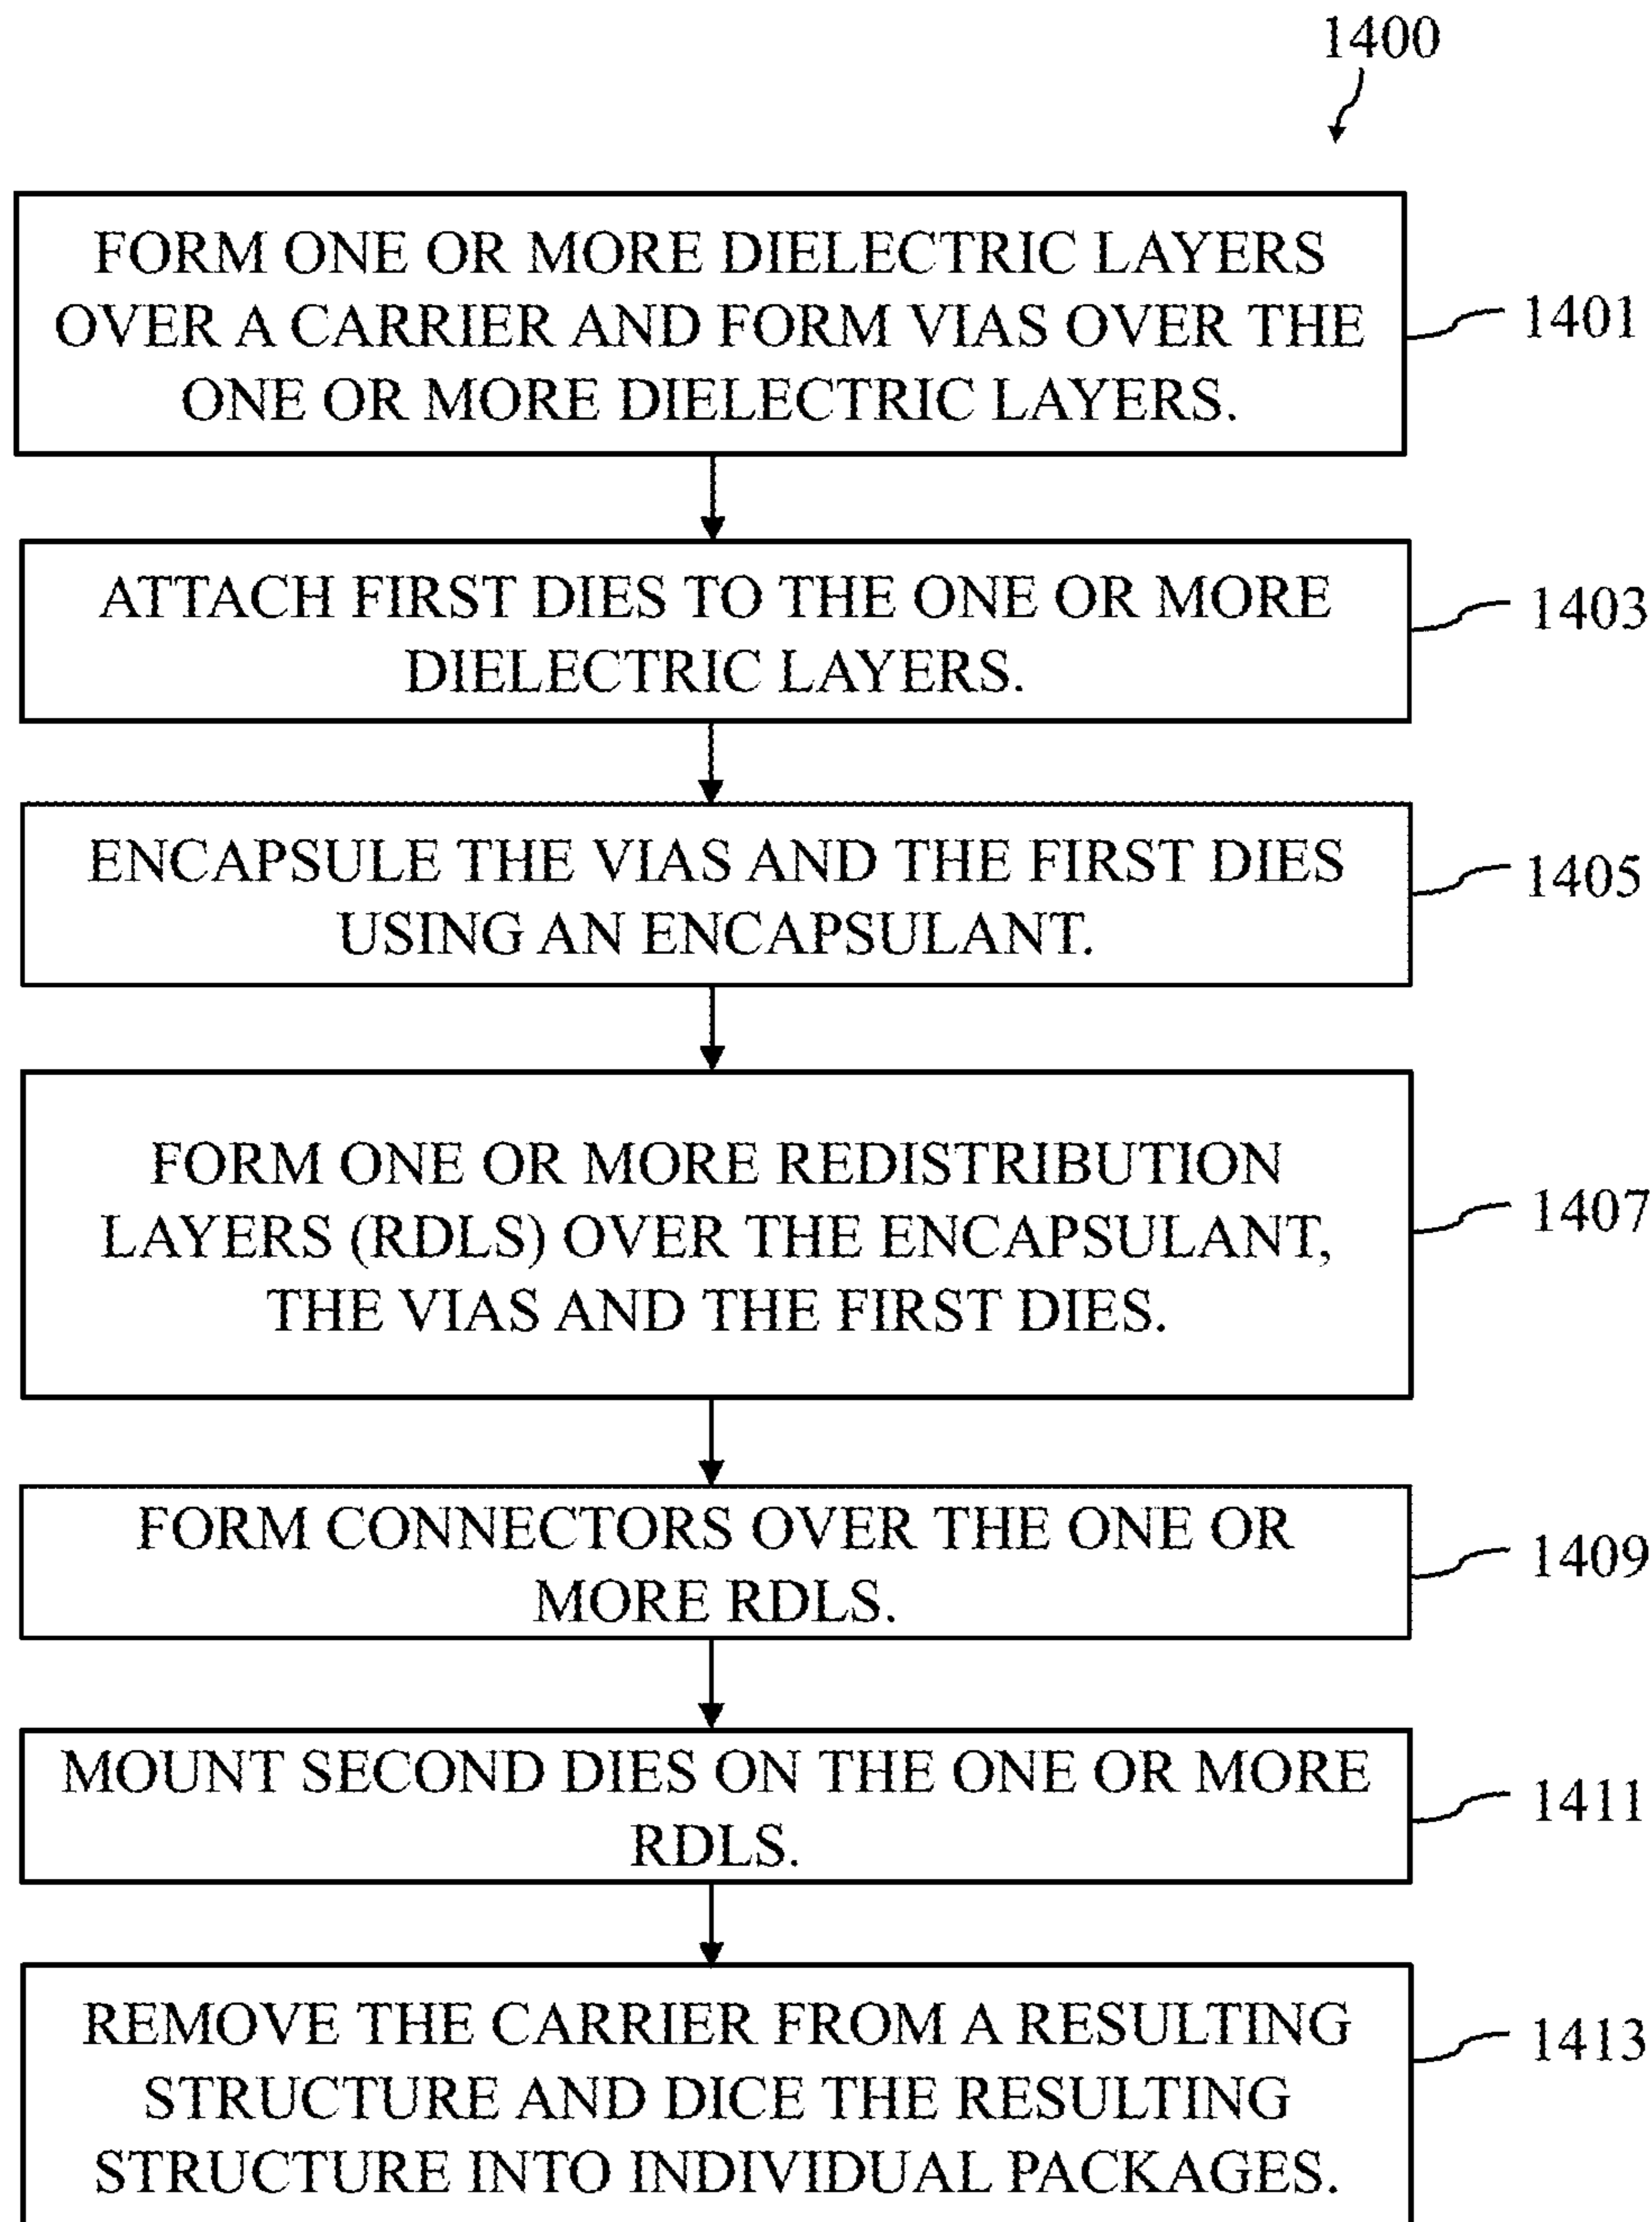 1400
FORM ONE OR MORE DIELECTRIC LAYERS
OVER A CARRIER AND FORM VIAS OVER THE
ONE OR MORE DIELECTRIC LAYERS.
1401
ATTACH FIRST DIES TO THE ONE OR MORE
DIELECTRIC LAYERS.
1403
ENCAPSULE THE VIAS AND THE FIRST DIES
USING AN ENCAPSULANT.
1405
FORM ONE OR MORE REDISTRIBUTION
LAYERS (RDLS) OVER THE ENCAPSULANT,
THE VIAS AND THE FIRST DIES.
1407
FORM CONNECTORS OVER THE ONE OR
MORE RDLS.
1409
MOUNT SECOND DIES ON THE ONE OR MORE
RDLS.
1411
REMOVE THE CARRIER FROM A RESULTING
STRUCTURE AND DICE THE RESULTING
STRUCTURE INTO INDIVIDUAL PACKAGES.
1413